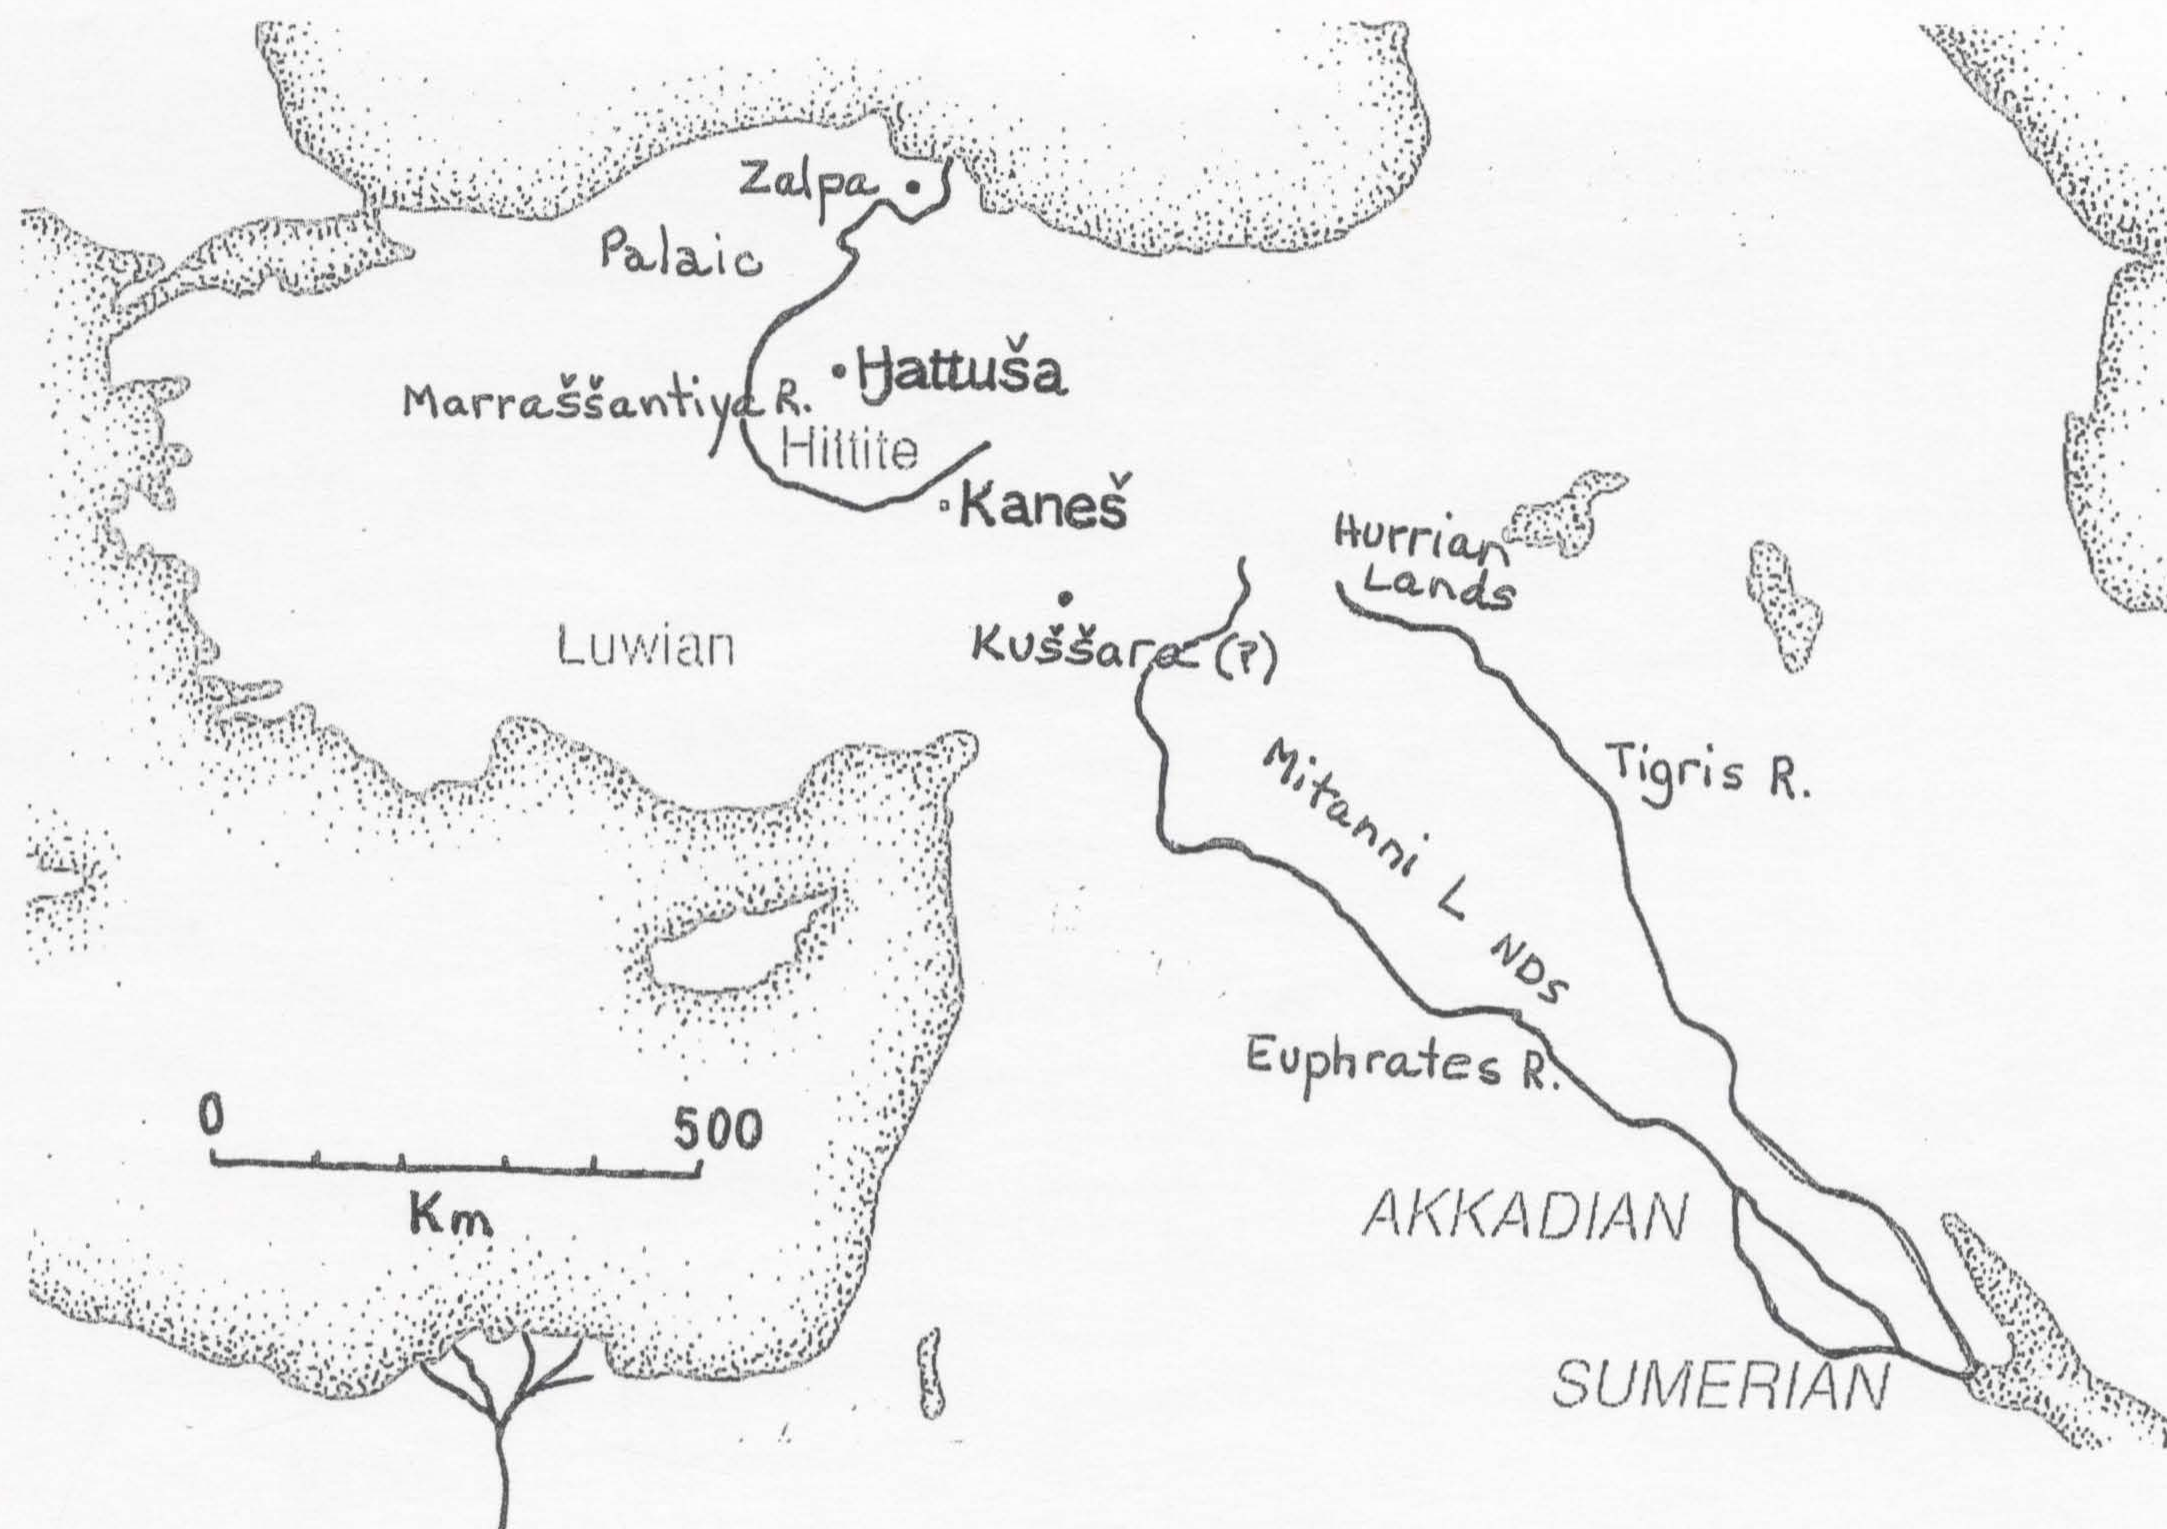 Zalpa
Palaic
Ḫattuša
Marraššantiya R.
Hittite
Kaneš
Hurrian
Lands
Kuššara (?)
Luwian
Tigris R.
Mitanni L NDS
Euphrates R.
0 500
Km
AKKADIAN
SUMERIAN